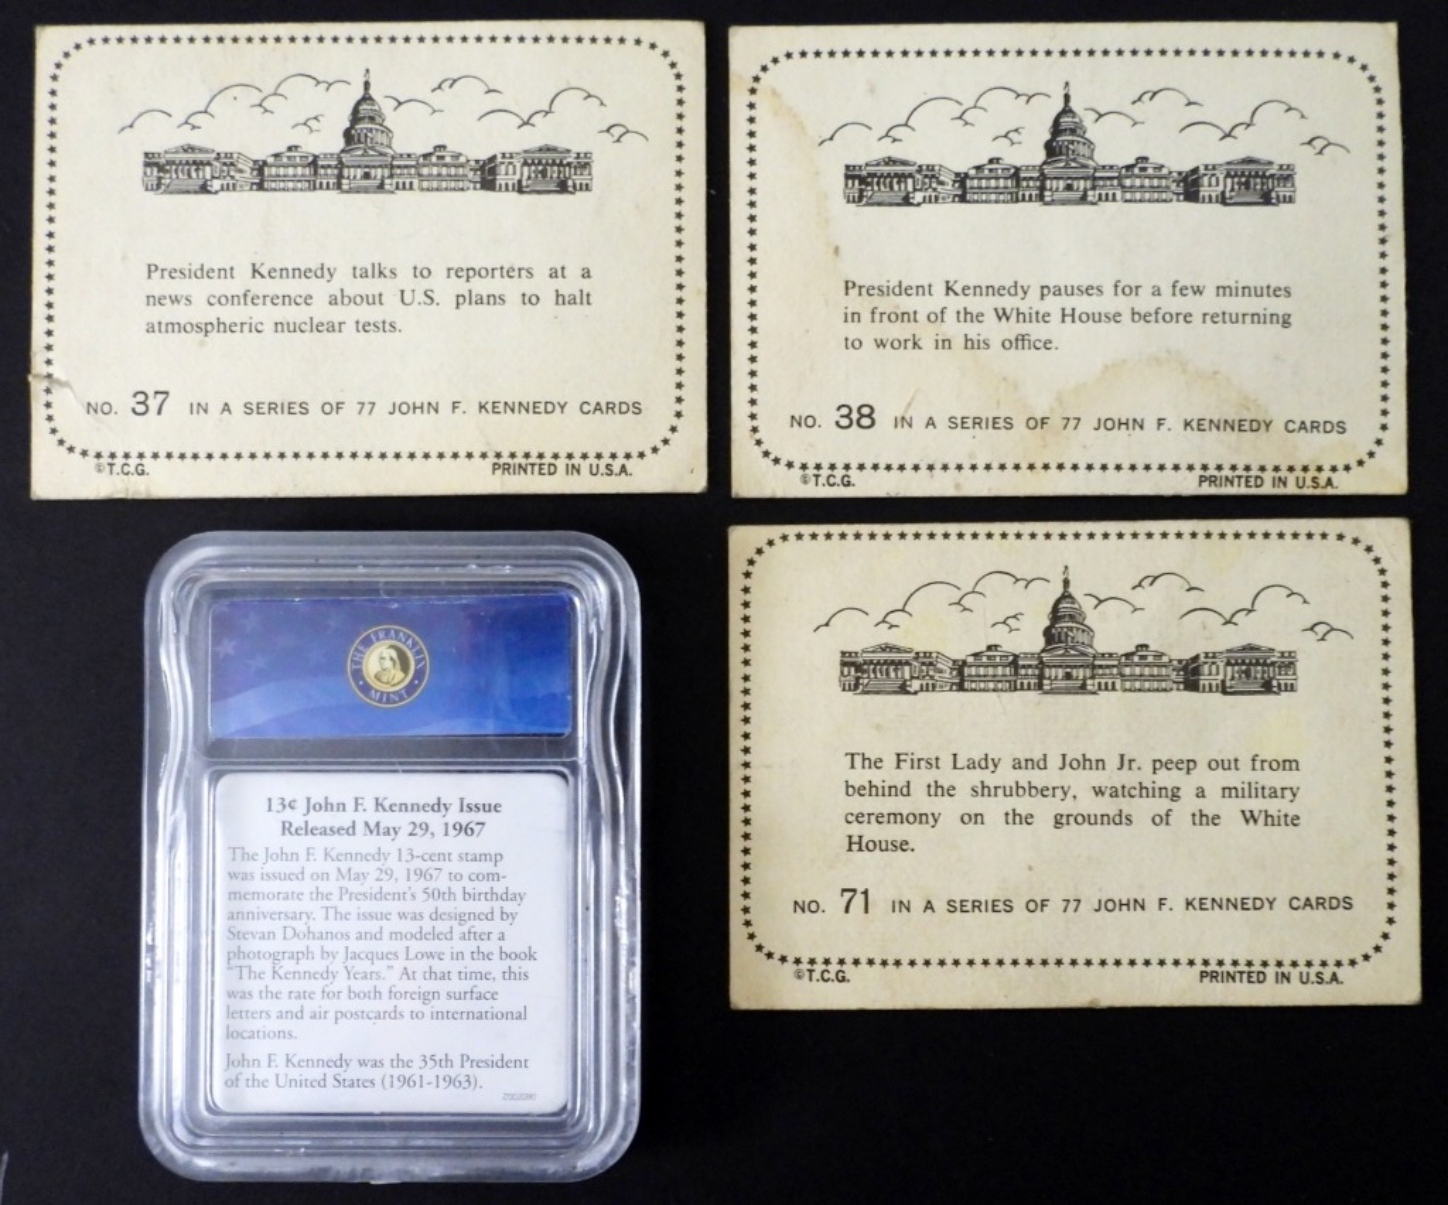 President Kennedy talks to reporters at a
news conference about U.S. plans to halt
atmospheric nuclear tests.
NO. 37 IN A SERIES OF 77 JOHN F. KENNEDY CARDS
©T.C.G. PRINTED IN U.S.A.
President Kennedy pauses for a few minutes
in front of the White House before returning
to work in his office.
NO. 38 IN A SERIES OF 77 JOHN F. KENNEDY CARDS
©T.C.G. PRINTED IN U.S.A.
THE FRANKLIN
MINT
13¢ John F. Kennedy Issue
Released May 29, 1967
The John F. Kennedy 13-cent stamp
was issued on May 29, 1967 to com-
memorate the President's 50th birthday
anniversary. The issue was designed by
Stevan Dohanos and modeled after a
photograph by Jacques Lowe in the book
"The Kennedy Years." At that time, this
was the rate for both foreign surface
letters and air postcards to international
locations.
John F. Kennedy was the 35th President
of the United States (1961-1963).
The First Lady and John Jr. peep out from
behind the shrubbery, watching a military
ceremony on the grounds of the White
House.
NO. 71 IN A SERIES OF 77 JOHN F. KENNEDY CARDS
©T.C.G. PRINTED IN U.S.A.